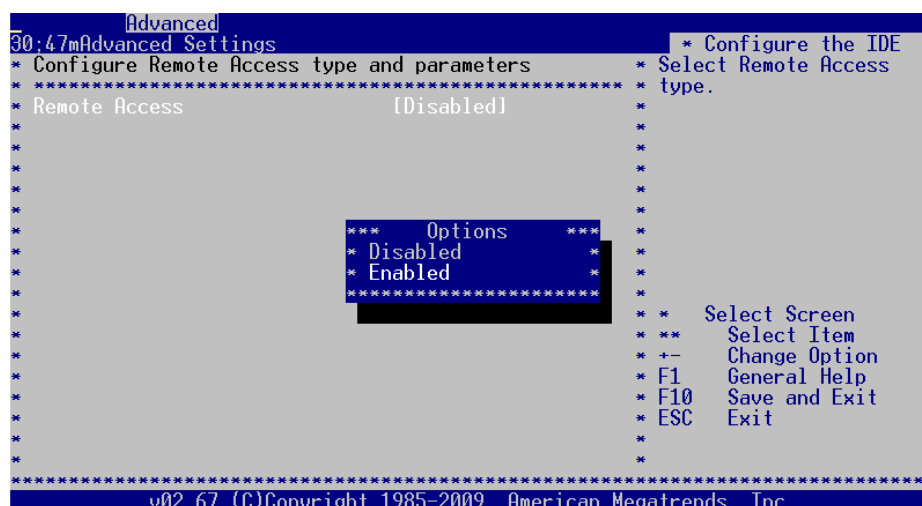 Advanced
30;47mAdvanced Settings * Configure the IDE
* Configure Remote Access type and parameters * Select Remote Access
* *************************************************** * type.
* Remote Access [Disabled] *
* *
* *
* *
* *
* *
* *** Options *** *
* * Disabled * *
* * Enabled * *
* ********************** *
* * * Select Screen
* * ** Select Item
* * +- Change Option
* * F1 General Help
* * F10 Save and Exit
* * ESC Exit
* *
* *
******************************************************************************
v02.67 (C)Copyright 1985-2009, American Megatrends, Inc.